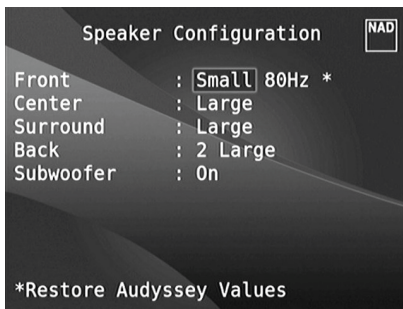 Speaker Configuration
NAD
Front : Small 80Hz *
Center : Large
Surround : Large
Back : 2 Large
Subwoofer : On
*Restore Audyssey Values